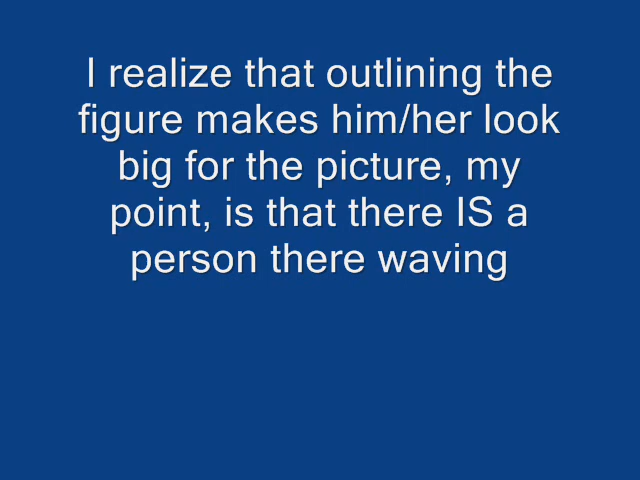 I realize that outlining the
figure makes him/her look
big for the picture, my
point, is that there IS a
person there waving